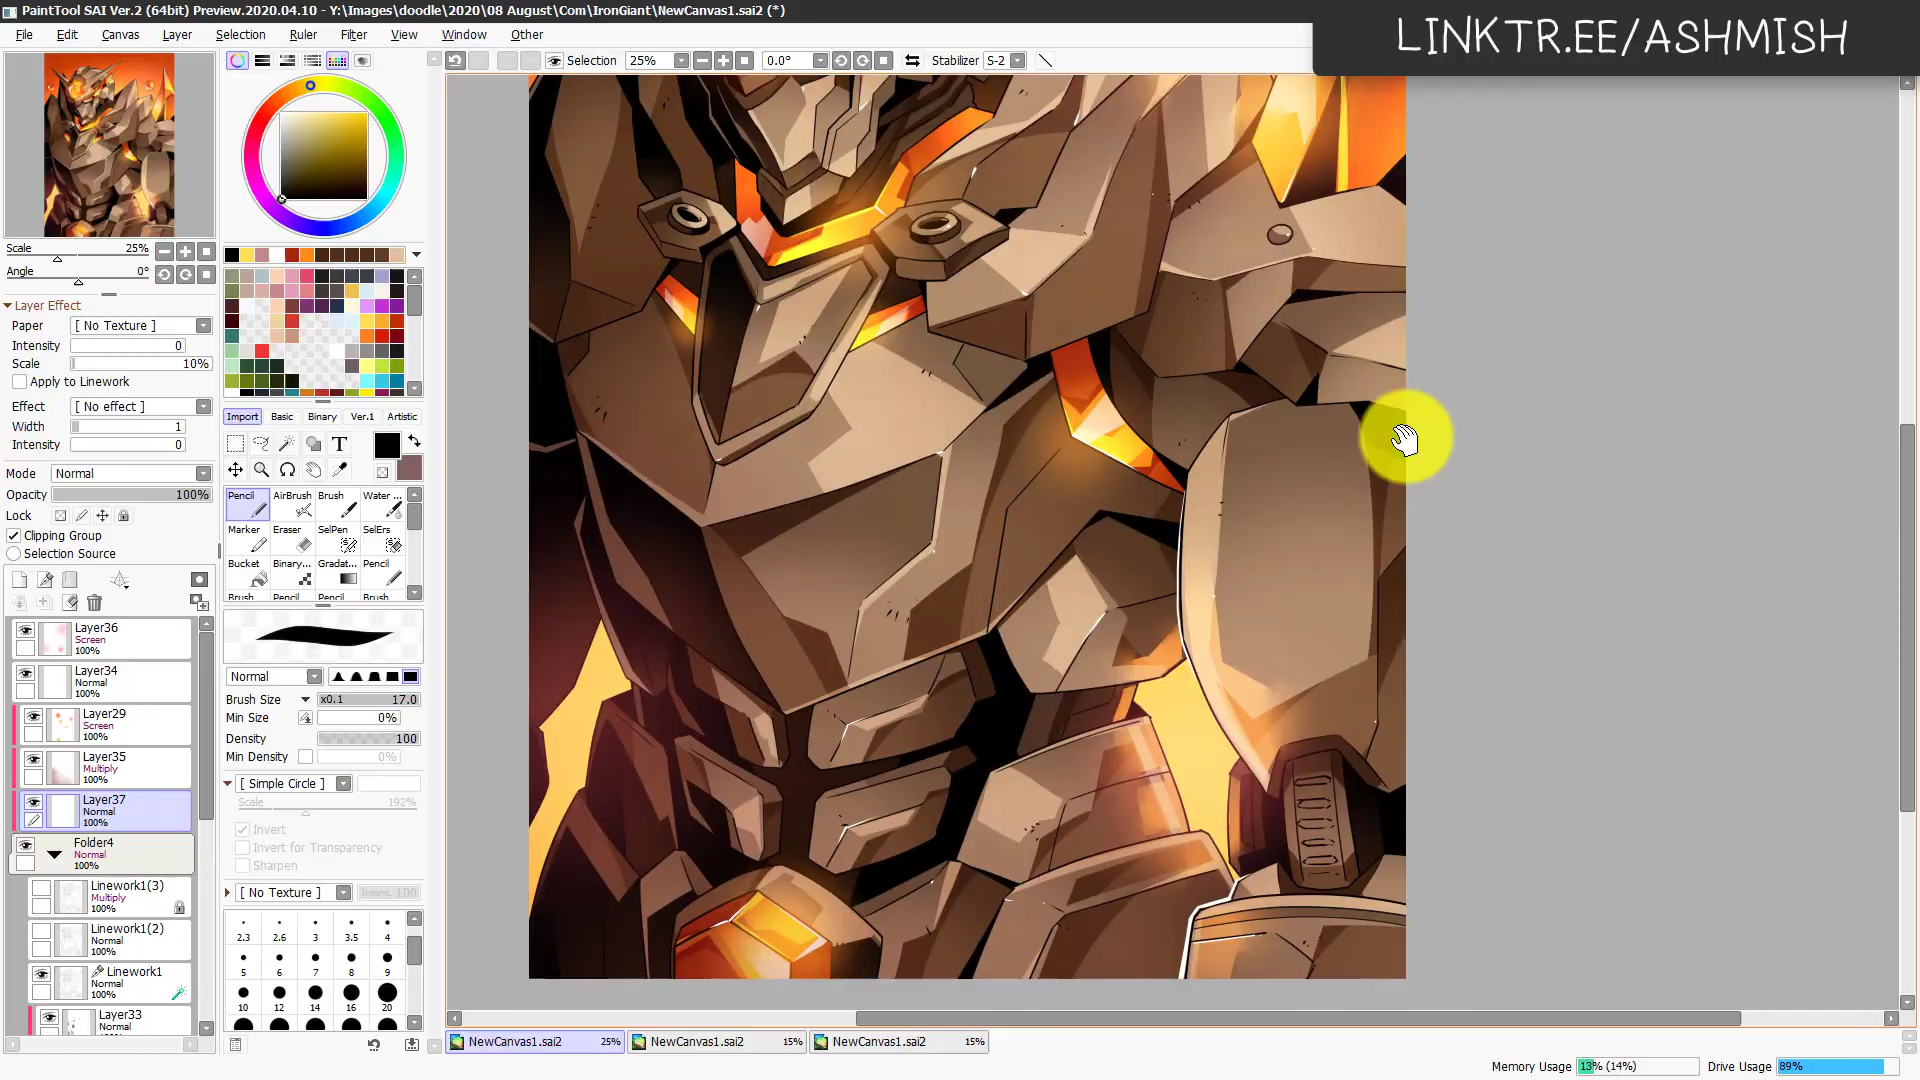 PaintTool SAI Ver.2 (64bit) Preview.2020.04.10 - Y:\Images\doodle\2020\08 August\Com\IronGiant\NewCanvas1.sai2 (*)
LINKTR.EE/ASHMISH
File Edit Canvas Layer Selection Ruler Filter View Window Other
Selection 25% 0.0° Stabilizer S-2
Scale 25%
Angle 0°
Layer Effect
Paper [ No Texture ]
Intensity 0
Scale 10%
Apply to Linework
Effect [ No effect ]
Width 1
Intensity 0
Mode Normal
Opacity 100%
Lock
Clipping Group
Selection Source
Layer36
Screen
100%
Layer34
Normal
100%
Layer29
Screen
100%
Layer35
Multiply
100%
Layer37
Normal
100%
Folder4
Normal
100%
Linework1(3)
Multiply
100%
Linework1(2)
Normal
100%
Linework1
Normal
100%
Layer33
Normal
Import Basic Binary Ver.1 Artistic
T
Pencil AirBrush Brush Water ...
Marker Eraser SelPen SelErs
Bucket Binary... Gradat... Pencil
Brush Pencil Pencil Brush
Normal
Brush Size x0.1 17.0
Min Size 0%
Density 100
Min Density 0%
[ Simple Circle ]
Scale 192%
Invert
Invert for Transparency
Sharpen
[ No Texture ] Intens. 100
2.3 2.6 3 3.5 4
5 6 7 8 9
10 12 14 16 20
NewCanvas1.sai2 25% NewCanvas1.sai2 15% NewCanvas1.sai2 15%
Memory Usage 13% (14%) Drive Usage 89%